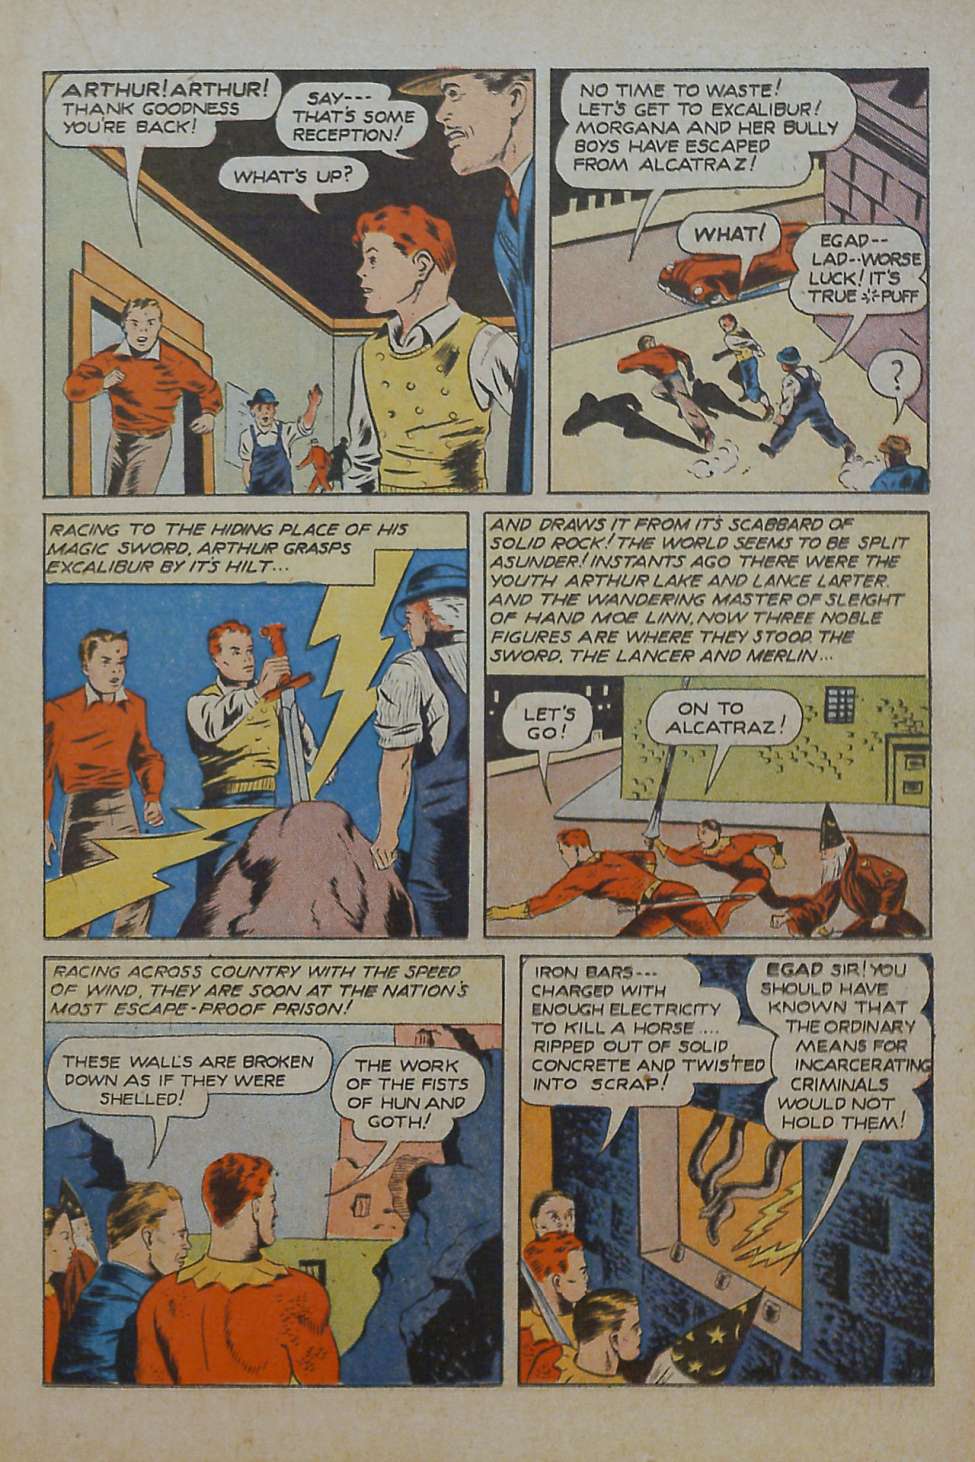 ARTHUR! ARTHUR!
THANK GOODNESS
YOU'RE BACK!
SAY---
THAT'S SOME
RECEPTION!
WHAT'S UP?
NO TIME TO WASTE!
LET'S GET TO EXCALIBUR!
MORGANA AND HER BULLY
BOYS HAVE ESCAPED
FROM ALCATRAZ!
WHAT!
EGAD--
LAD--WORSE
LUCK! IT'S
TRUE PUFF
?
RACING TO THE HIDING PLACE OF HIS
MAGIC SWORD, ARTHUR GRASPS
EXCALIBUR BY IT'S HILT...
AND DRAWS IT FROM IT'S SCABBARD OF
SOLID ROCK! THE WORLD SEEMS TO BE SPLIT
ASUNDER! INSTANTS AGO THERE WERE THE
YOUTH ARTHUR LAKE AND LANCE LARTER,
AND THE WANDERING MASTER OF SLEIGHT
OF HAND MOE LINN, NOW THREE NOBLE
FIGURES ARE WHERE THEY STOOD, THE
SWORD, THE LANCER AND MERLIN...
LET'S
GO!
ON TO
ALCATRAZ!
RACING ACROSS COUNTRY WITH THE SPEED
OF WIND, THEY ARE SOON AT THE NATION'S
MOST ESCAPE-PROOF PRISON!
THESE WALLS ARE BROKEN
DOWN AS IF THEY WERE
SHELLED!
THE WORK
OF THE FISTS
OF HUN AND
GOTH!
IRON BARS---
CHARGED WITH
ENOUGH ELECTRICITY
TO KILL A HORSE....
RIPPED OUT OF SOLID
CONCRETE AND TWISTED
INTO SCRAP!
EGAD SIR! YOU
SHOULD HAVE
KNOWN THAT
THE ORDINARY
MEANS FOR
INCARCERATING
CRIMINALS
WOULD NOT
HOLD THEM!